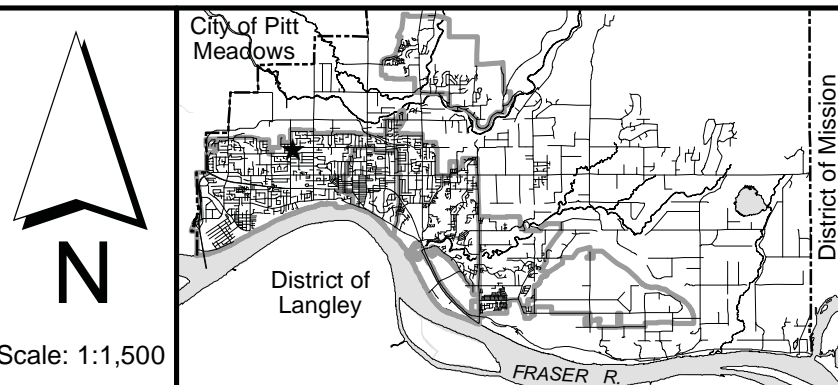 N
Scale: 1:1,500
City of Pitt
Meadows
District of
Langley
District of Mission
FRASER R.